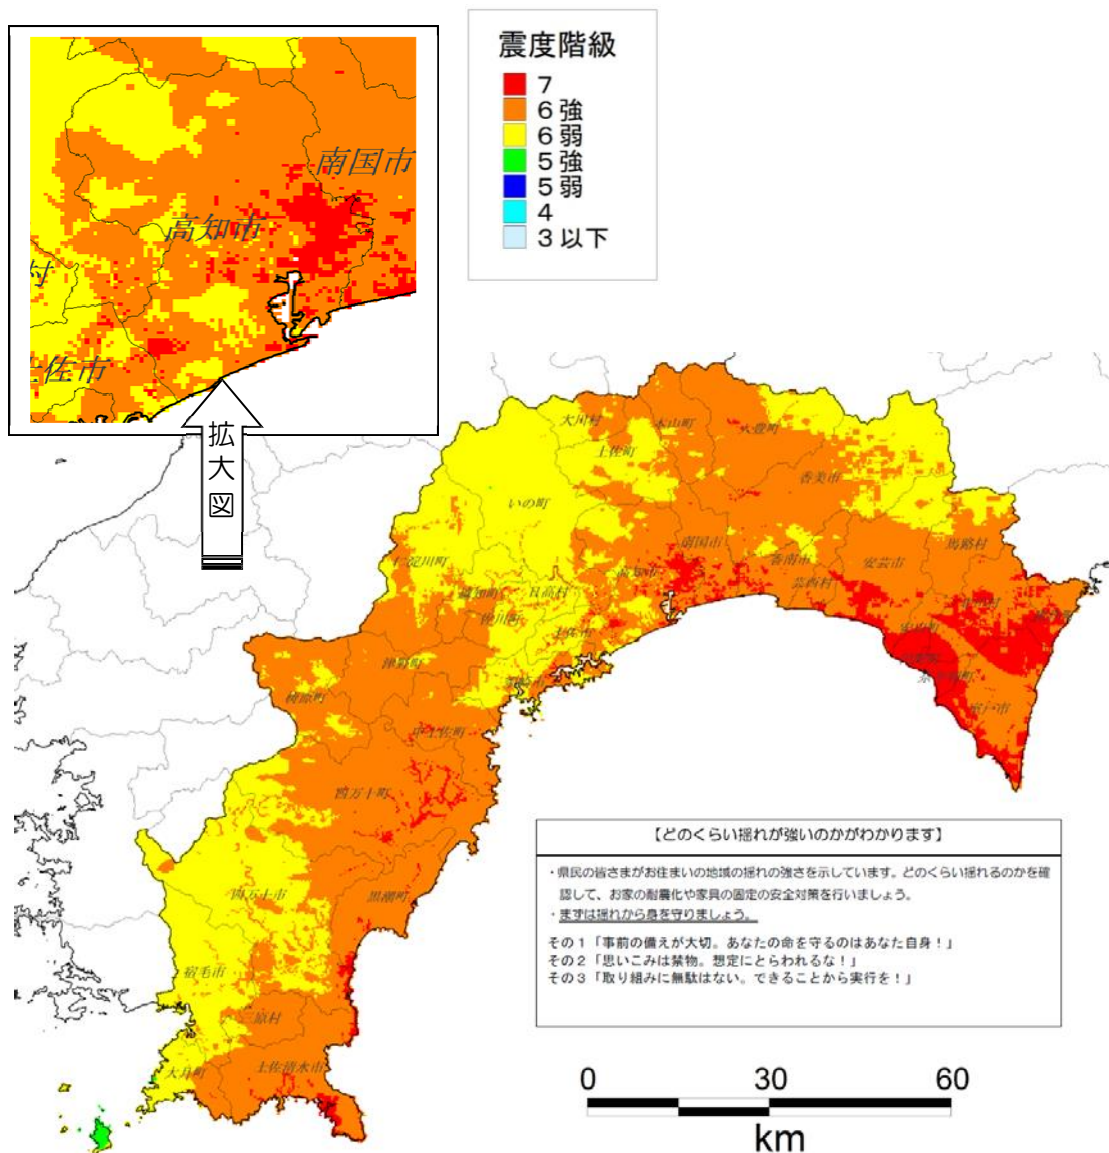 震度階級
7
6強
6弱
5強
5弱
4
3以下
南国市
高知市
村
土佐市
拡大図
大川村
本山町
大豊町
土佐町
香美市
いの町
南国市
馬路村
仁淀川町
香南市
安芸市
高知市
芸西村
越知町
日高村
北川村
佐川町
土佐市
安田町
津野町
奈半利町
梼原町
室戸市
中土佐町
四万十町
四万十市
黒潮町
宿毛市
三原村
大月町
土佐清水市
【どのくらい揺れが強いのかがわかります】
・県民の皆さまがお住まいの地域の揺れの強さを示しています。どのくらい揺れるのかを確
認して、お家の耐震化や家具の固定の安全対策を行いましょう。
・まずは揺れから身を守りましょう。
その1「事前の備えが大切。あなたの命を守るのはあなた自身！」
その2「思いこみは禁物。想定にとらわれるな！」
その3「取り組みに無駄はない。できることから実行を！」
0 30 60
km